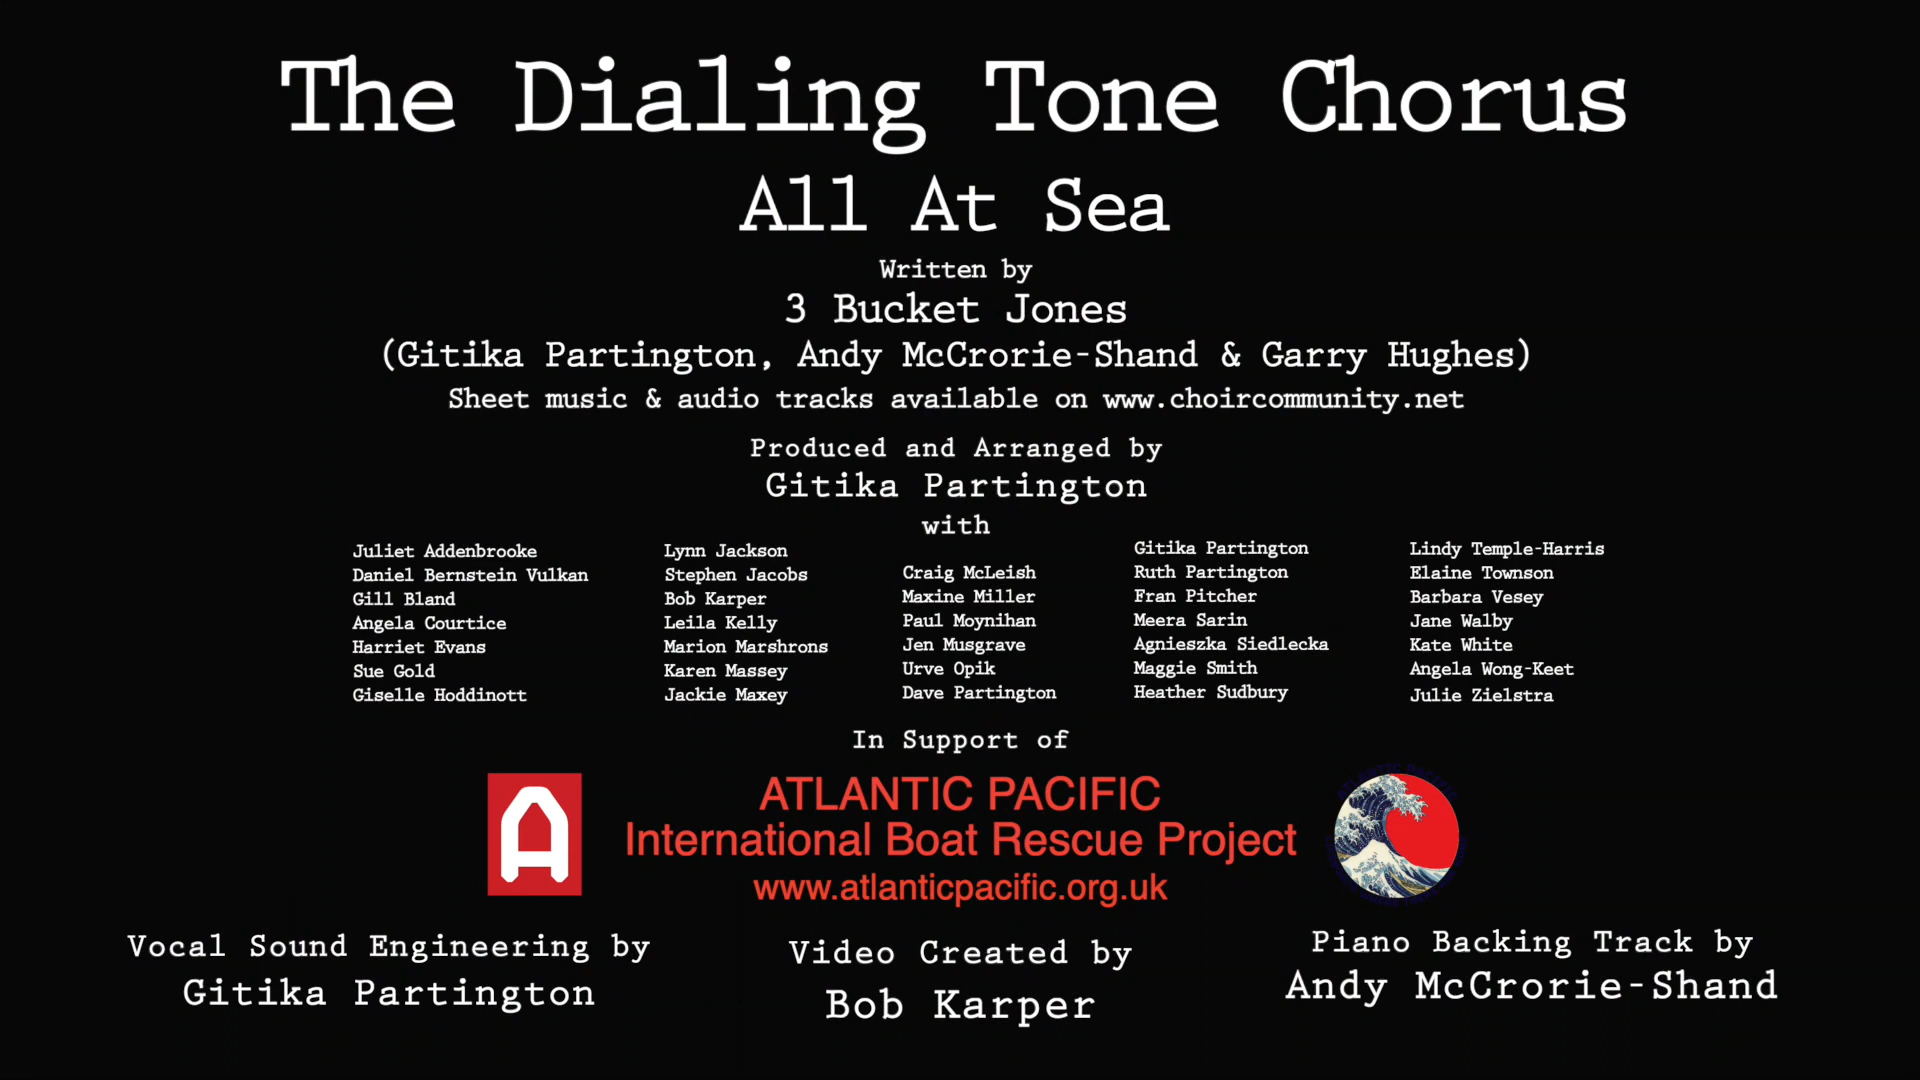 The Dialing Tone Chorus
All At Sea
Written by
3 Bucket Jones
(Gitika Partington, Andy McCrorie-Shand & Garry Hughes)
Sheet music & audio tracks available on www.choircommunity.net
Produced and Arranged by
Gitika Partington
with
Juliet Addenbrooke
Daniel Bernstein Vulkan
Gill Bland
Angela Courtice
Harriet Evans
Sue Gold
Giselle Hoddinott
Lynn Jackson
Stephen Jacobs
Bob Karper
Leila Kelly
Marion Marshrons
Karen Massey
Jackie Maxey
Craig McLeish
Maxine Miller
Paul Moynihan
Jen Musgrave
Urve Opik
Dave Partington
Gitika Partington
Ruth Partington
Fran Pitcher
Meera Sarin
Agnieszka Siedlecka
Maggie Smith
Heather Sudbury
Lindy Temple-Harris
Elaine Townson
Barbara Vesey
Jane Walby
Kate White
Angela Wong-Keet
Julie Zielstra
In Support of
A
ATLANTIC PACIFIC
International Boat Rescue Project
www.atlanticpacific.org.uk
Vocal Sound Engineering by
Gitika Partington
Video Created by
Bob Karper
Piano Backing Track by
Andy McCrorie-Shand